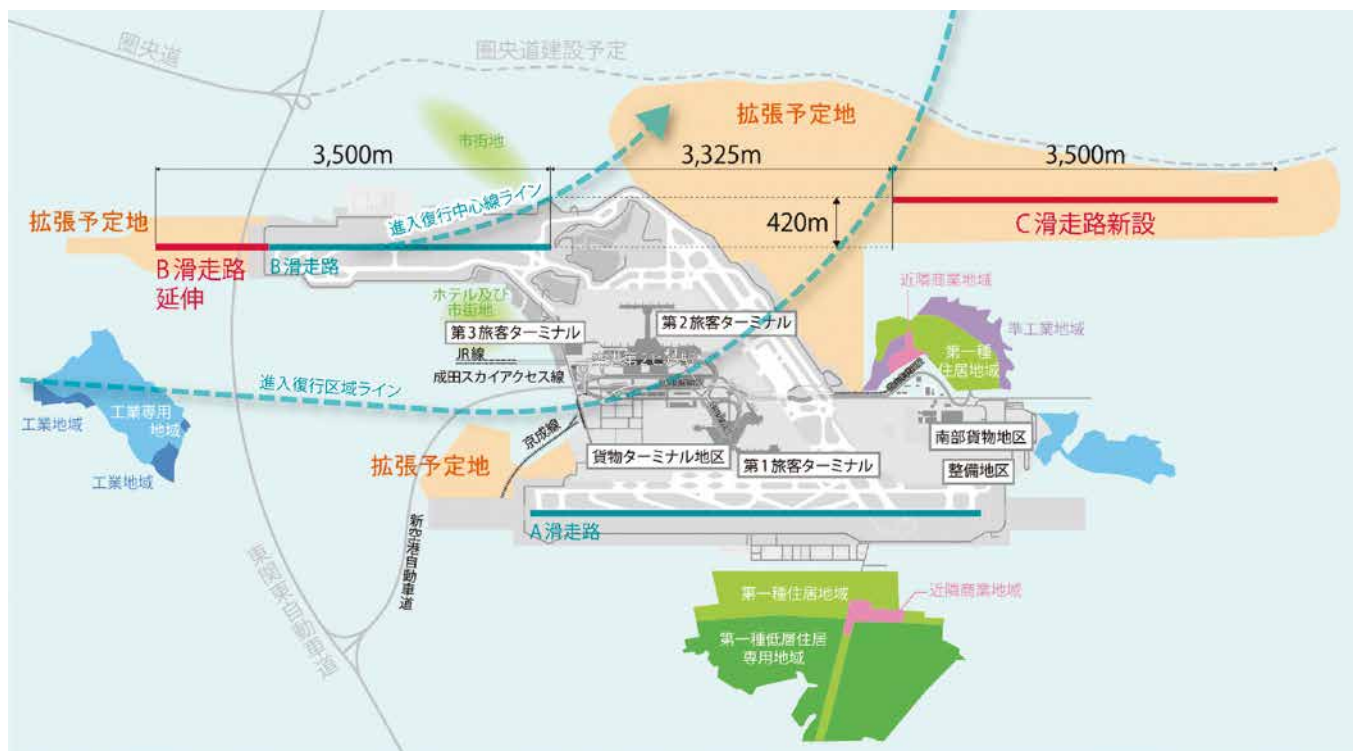 圏央道
圏央道建設予定
市街地
拡張予定地
3,500m
3,325m
3,500m
進入復行中心線ライン
拡張予定地
420m
C滑走路新設
B滑走路
延伸
B滑走路
ホテル及び
市街地
近隣商業地域
準工業地域
第3旅客ターミナル
第2旅客ターミナル
第一種
住居地域
JR線
成田スカイアクセス線
進入復行区域ライン
工業専用
地域
工業地域
工業地域
京成線
拡張予定地
貨物ターミナル地区
第1旅客ターミナル
南部貨物地区
整備地区
A滑走路
新空港自動車道
東関東自動車道
第一種住居地域
近隣商業地域
第一種低層住居
専用地域